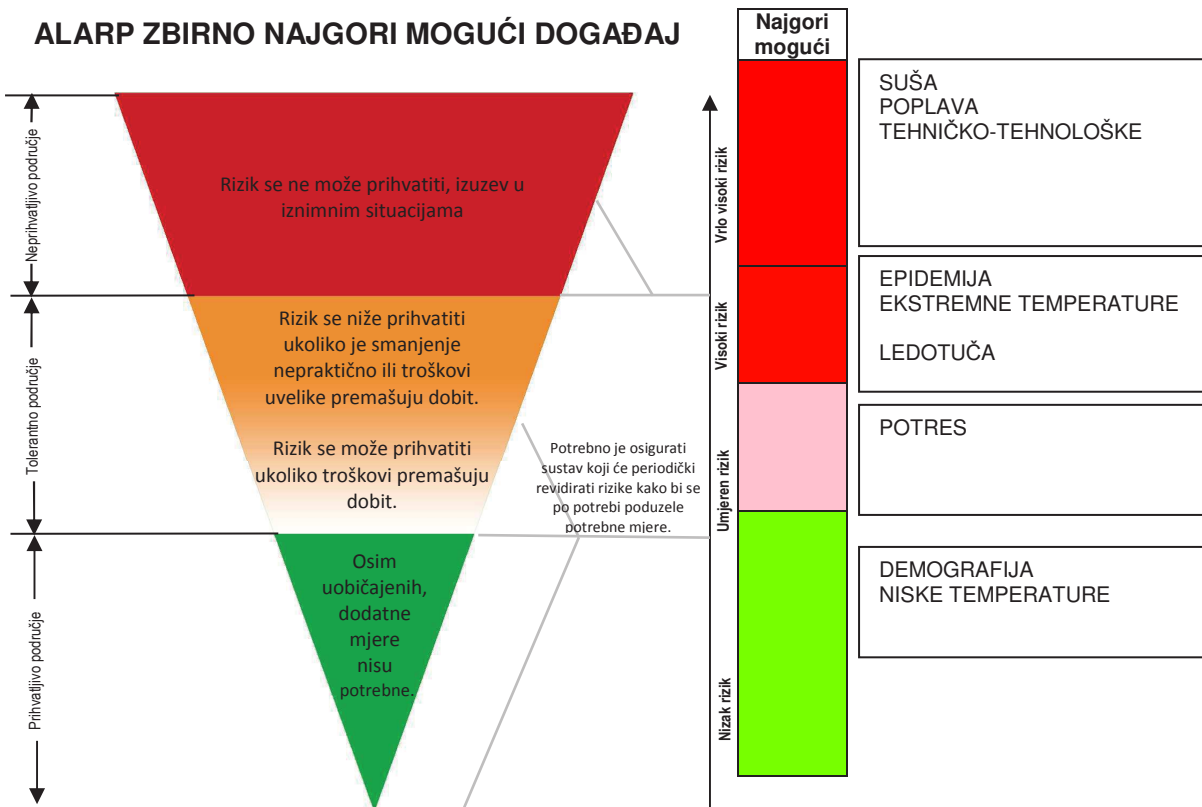 ALARP ZBIRNO NAJGORI MOGUĆI DOGAĐAJ
Neprihvatljivo područje
Tolerantno područje
Prihvatljivo područje
Rizik se ne može prihvatiti, izuzev u
iznimnim situacijama
Rizik se niže prihvatiti
ukoliko je smanjenje
nepraktično ili troškovi
uvelike premašuju dobit.
Rizik se može prihvatiti
ukoliko troškovi premašuju
dobit.
Osim
uobičajenih,
dodatne
mjere
nisu
potrebne.
Potrebno je osigurati
sustav koji će periodički
revidirati rizike kako bi se
po potrebi poduzele
potrebne mjere.
Vrlo visoki rizik
Visoki rizik
Umjeren rizik
Nizak rizik
Najgori
mogući
SUŠA
POPLAVA
TEHNIČKO-TEHNOLOŠKE
EPIDEMIJA
EKSTREMNE TEMPERATURE
LEDOTUČA
POTRES
DEMOGRAFIJA
NISKE TEMPERATURE